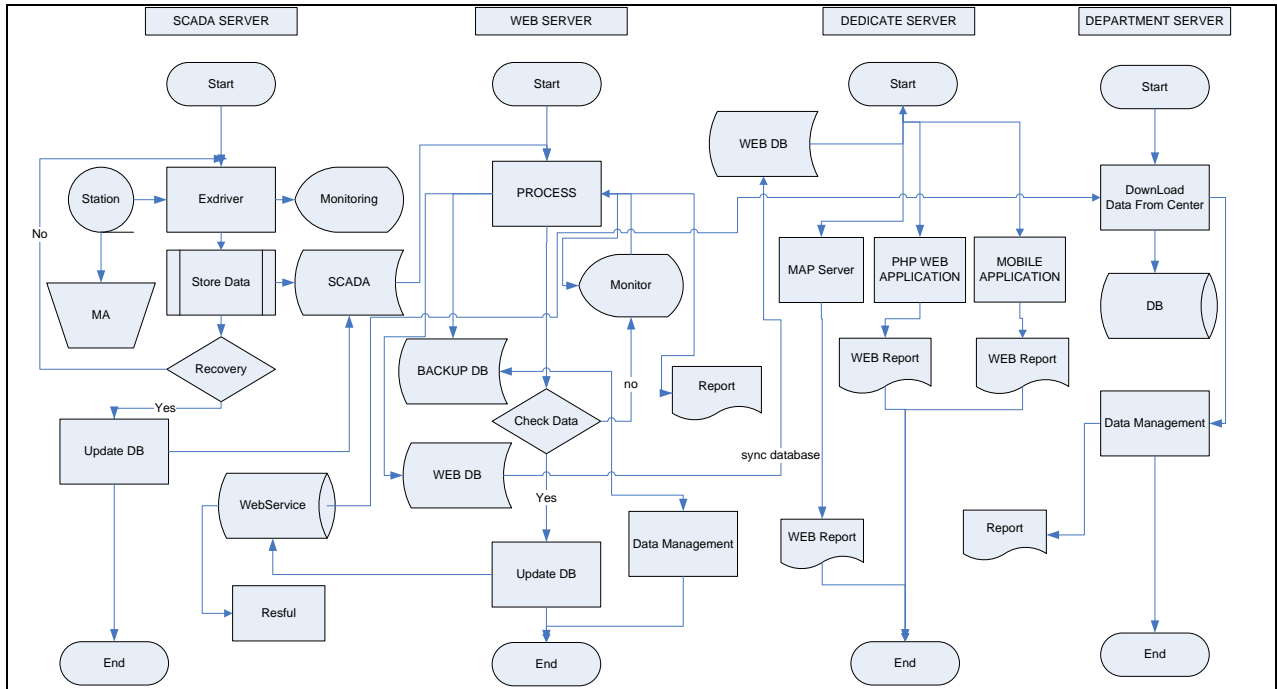 SCADA SERVER
WEB SERVER
DEDICATE SERVER
DEPARTMENT SERVER
Start
Start
Start
Start
WEB DB
Station
Exdriver
Monitoring
PROCESS
DownLoad
Data From Center
No
Store Data
SCADA
Monitor
MAP Server
PHP WEB
APPLICATION
MOBILE
APPLICATION
MA
DB
Recovery
BACKUP DB
no
Report
WEB Report
WEB Report
Yes
Check Data
Data Management
Update DB
sync database
WEB DB
Yes
WebService
Data Management
WEB Report
Report
Update DB
Resful
End
End
End
End